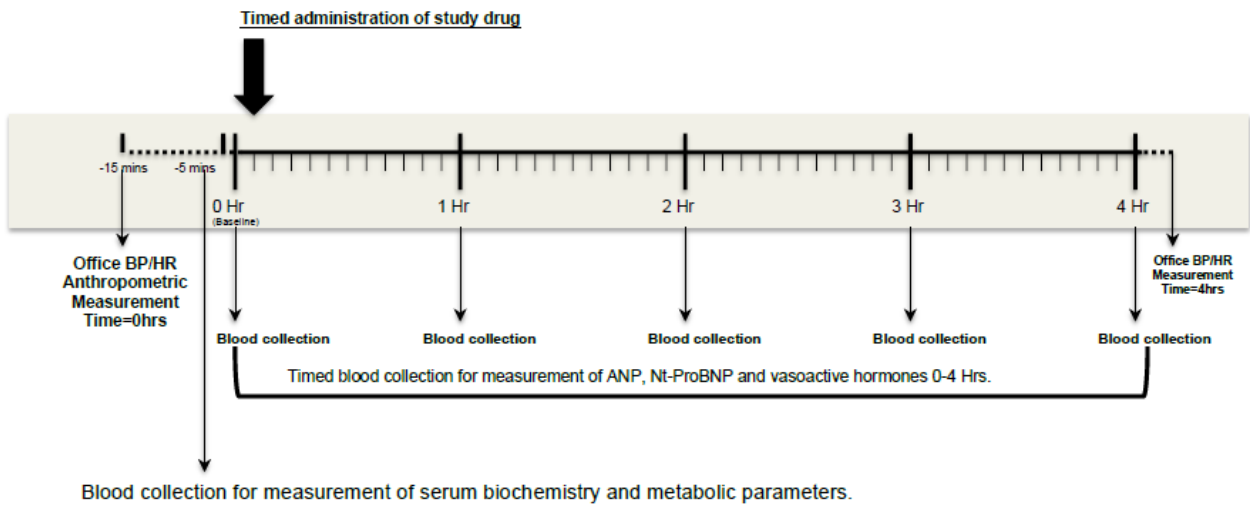 Timed administration of study drug
-15 mins
-5 mins
0 Hr
(Baseline)
1 Hr
2 Hr
3 Hr
4 Hr
Office BP/HR
Anthropometric
Measurement
Time=0hrs
Office BP/HR
Measurement
Time=4hrs
Blood collection
Blood collection
Blood collection
Blood collection
Blood collection
Timed blood collection for measurement of ANP, Nt-ProBNP and vasoactive hormones 0-4 Hrs.
Blood collection for measurement of serum biochemistry and metabolic parameters.